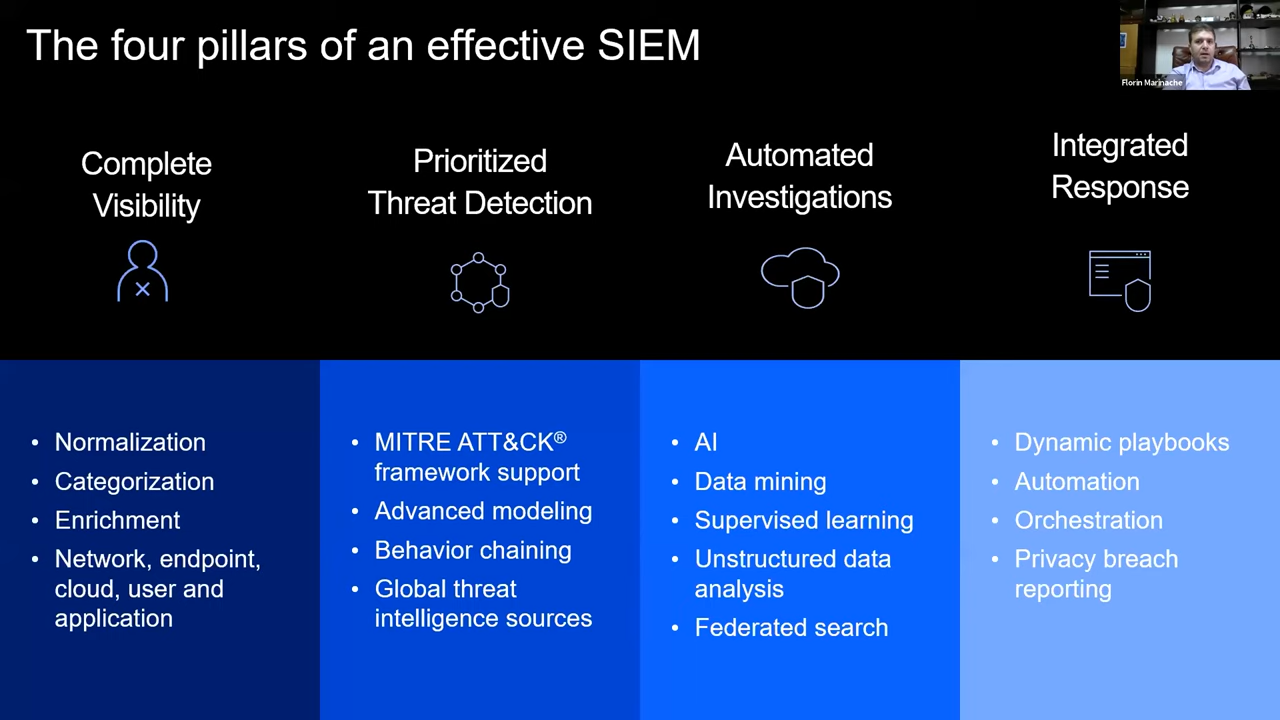 The four pillars of an effective SIEM
Florin Marinache
Complete
Visibility
Prioritized
Threat Detection
Automated
Investigations
Integrated
Response
• Normalization
• Categorization
• Enrichment
• Network, endpoint,
cloud, user and
application
• MITRE ATT&CK®
framework support
• Advanced modeling
• Behavior chaining
• Global threat
intelligence sources
• AI
• Data mining
• Supervised learning
• Unstructured data
analysis
• Federated search
• Dynamic playbooks
• Automation
• Orchestration
• Privacy breach
reporting